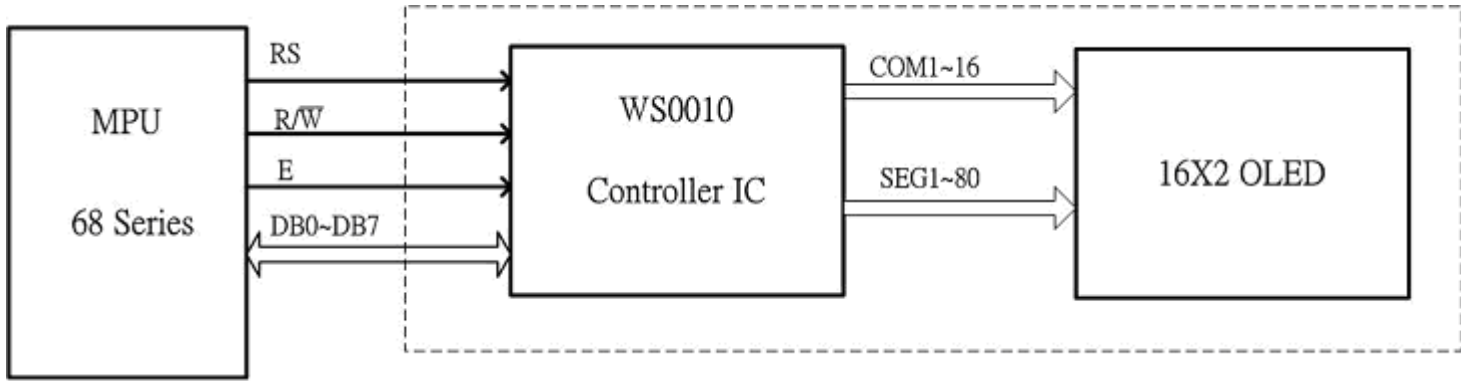 MPU
68 Series
RS
R/W̅
E
DB0~DB7
WS0010
Controller IC
COM1~16
SEG1~80
16X2 OLED